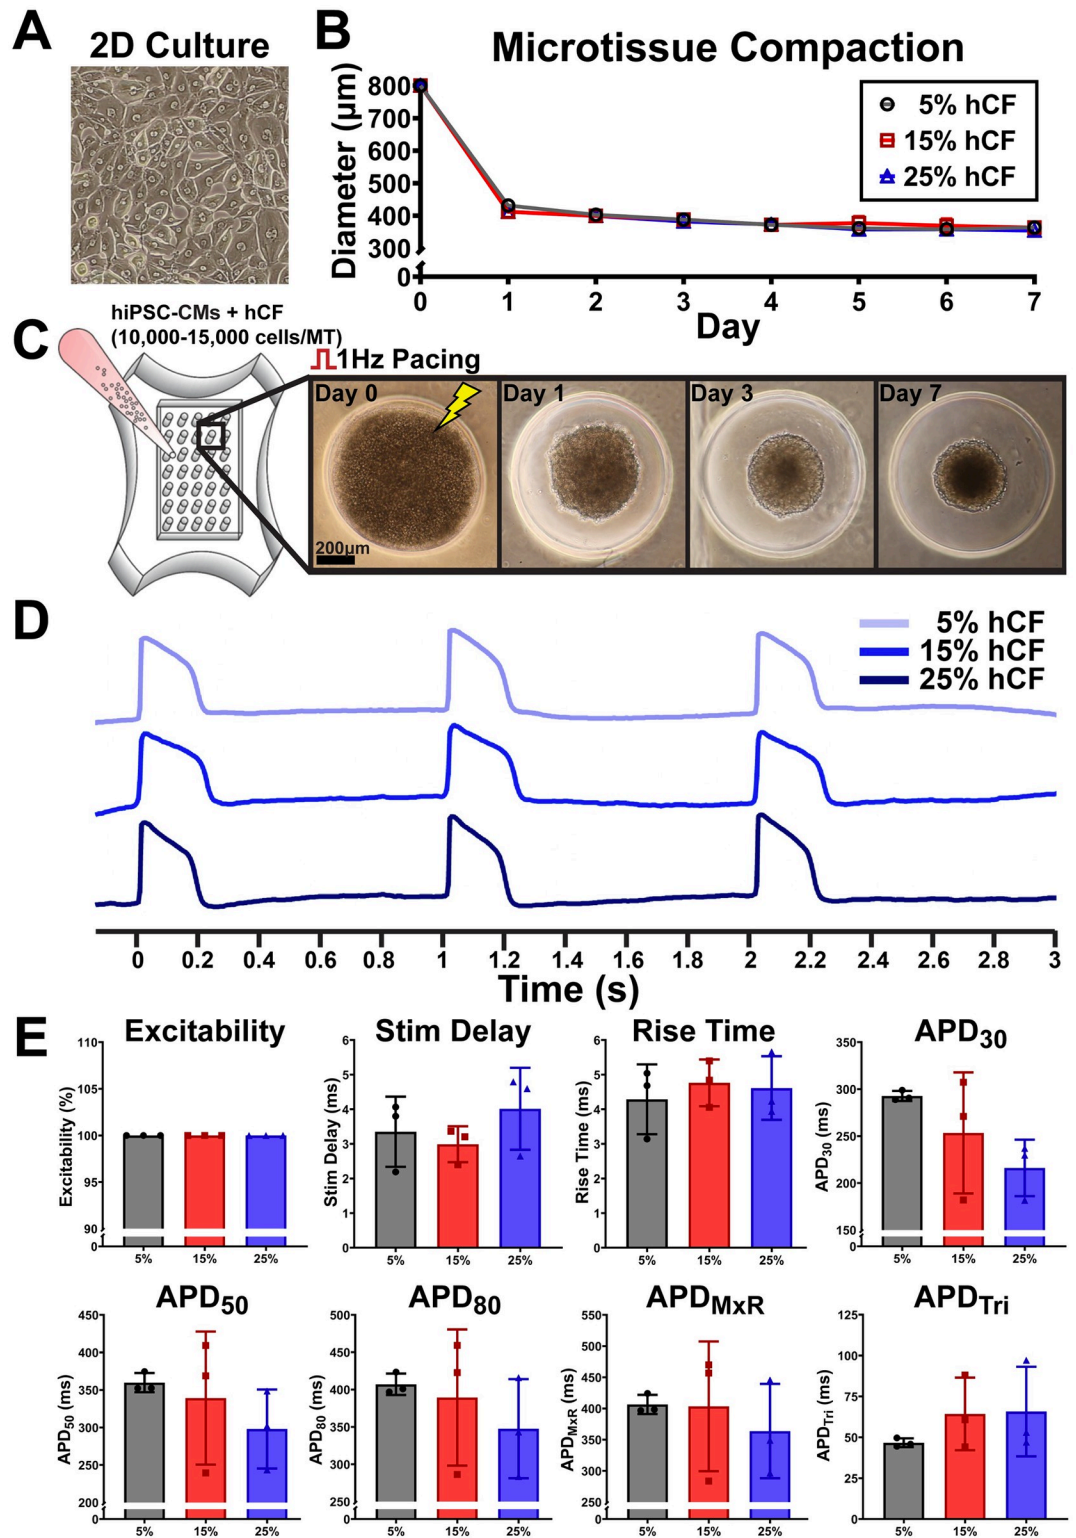 A
2D Culture
B
Microtissue Compaction
Diameter (µm)
800
700
600
500
400
300
0
0 1 2 3 4 5 6 7
Day
5% hCF
15% hCF
25% hCF
C
hiPSC-CMs + hCF
(10,000-15,000 cells/MT)
1Hz Pacing
Day 0
Day 1
Day 3
Day 7
200µm
D
5% hCF
15% hCF
25% hCF
0 0.2 0.4 0.6 0.8 1 1.2 1.4 1.6 1.8 2 2.2 2.4 2.6 2.8 3
Time (s)
E
Excitability
Excitability (%)
110
105
100
95
90
0
5% 15% 25%
Stim Delay
Stim Delay (ms)
6
5
4
3
2
1
0
5% 15% 25%
Rise Time
Rise Time (ms)
6
5
4
3
2
1
0
5% 15% 25%
APD30
APD30 (ms)
350
300
250
200
150
0
5% 15% 25%
APD50
APD50 (ms)
450
400
350
300
250
200
0
5% 15% 25%
APD80
APD80 (ms)
500
450
400
350
300
250
0
5% 15% 25%
APDMxR
APDMxR (ms)
550
500
450
400
350
300
250
0
5% 15% 25%
APDTri
APDTri (ms)
125
100
75
50
25
0
5% 15% 25%